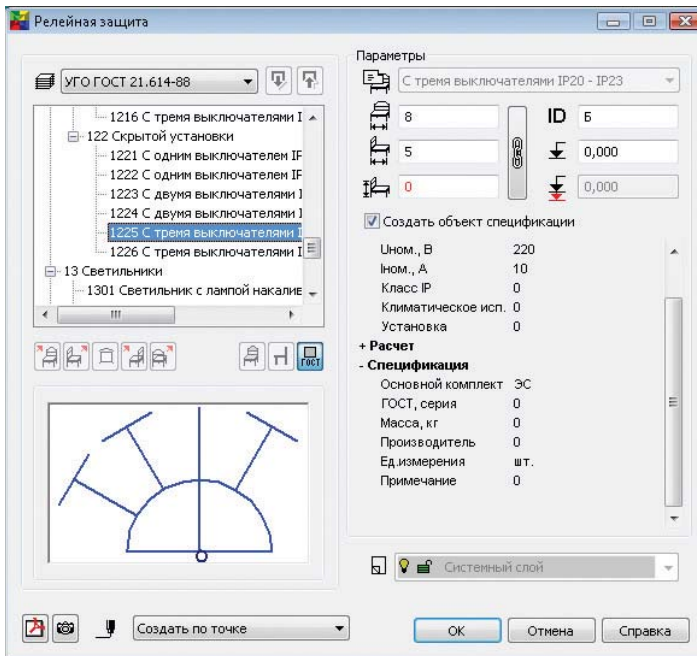 Релейная защита
УГО ГОСТ 21.614-88
1216 С тремя выключателями I
122 Скрытой установки
1221 С одним выключателем IF
1222 С одним выключателем IF
1223 С двумя выключателями I
1224 С двумя выключателями I
1225 С тремя выключателями I
1226 С тремя выключателями I
13 Светильники
1301 Светильник с лампой накалив
ГОСТ
Создать по точке
Параметры
С тремя выключателями IP20 - IP23
8
ID Б
5
0,000
0
0,000
Создать объект спецификации
Uном., В 220
Iном., А 10
Класс IP 0
Климатическое исп. 0
Установка 0
+ Расчет
- Спецификация
Основной комплект ЭС
ГОСТ, серия 0
Масса, кг 0
Производитель 0
Ед.измерения шт.
Примечание 0
Системный слой
ОК Отмена Справка